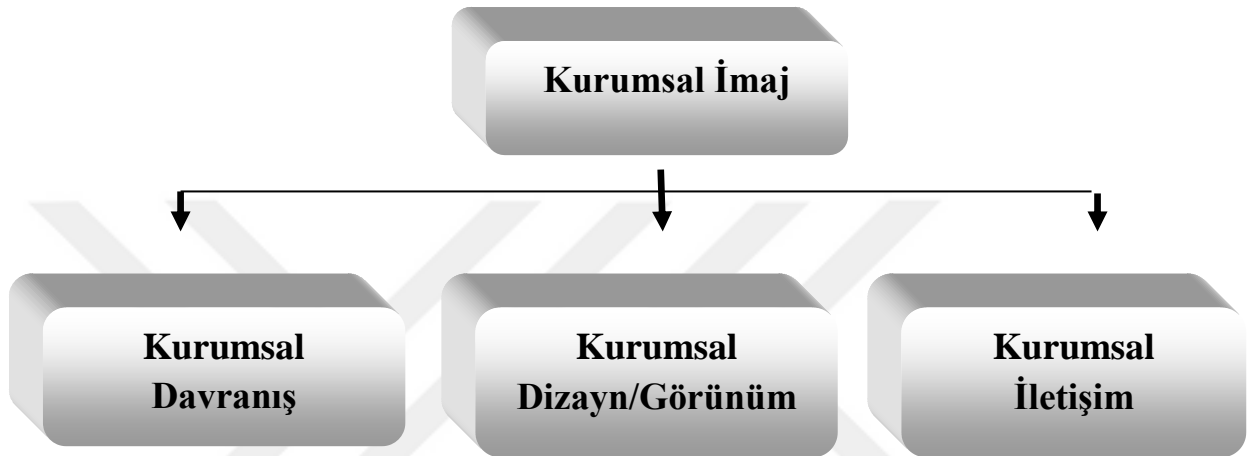 Kurumsal İmaj
Kurumsal
Davranış
Kurumsal
Dizayn/Görünüm
Kurumsal
İletişim